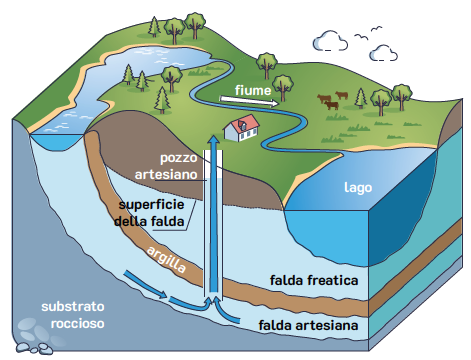 fiume
pozzo
artesiano
lago
superficie
della falda
argilla
falda freatica
substrato
roccioso
falda artesiana